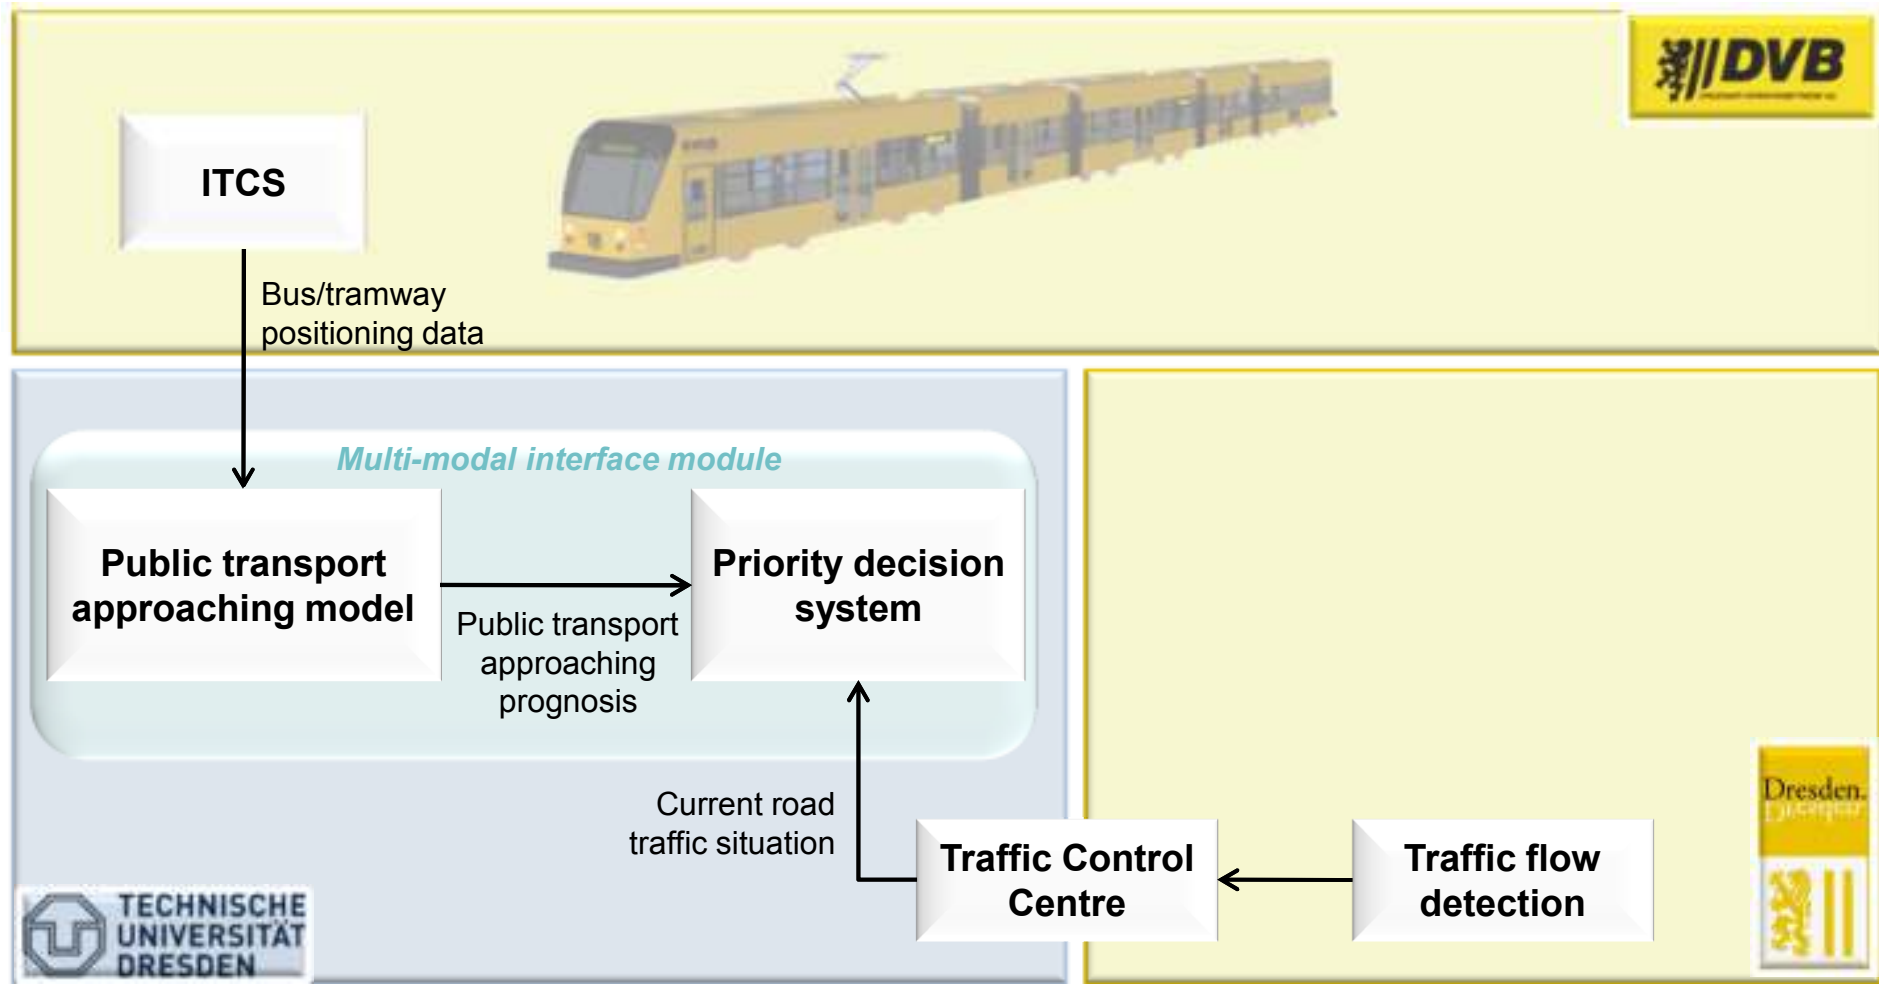 DVB
ITCS
Bus/tramway
positioning data
Multi-modal interface module
Public transport
approaching model
Priority decision
system
Public transport
approaching
prognosis
Current road
traffic situation
Traffic Control
Centre
Traffic flow
detection
Dresden.
TECHNISCHE
UNIVERSITÄT
DRESDEN